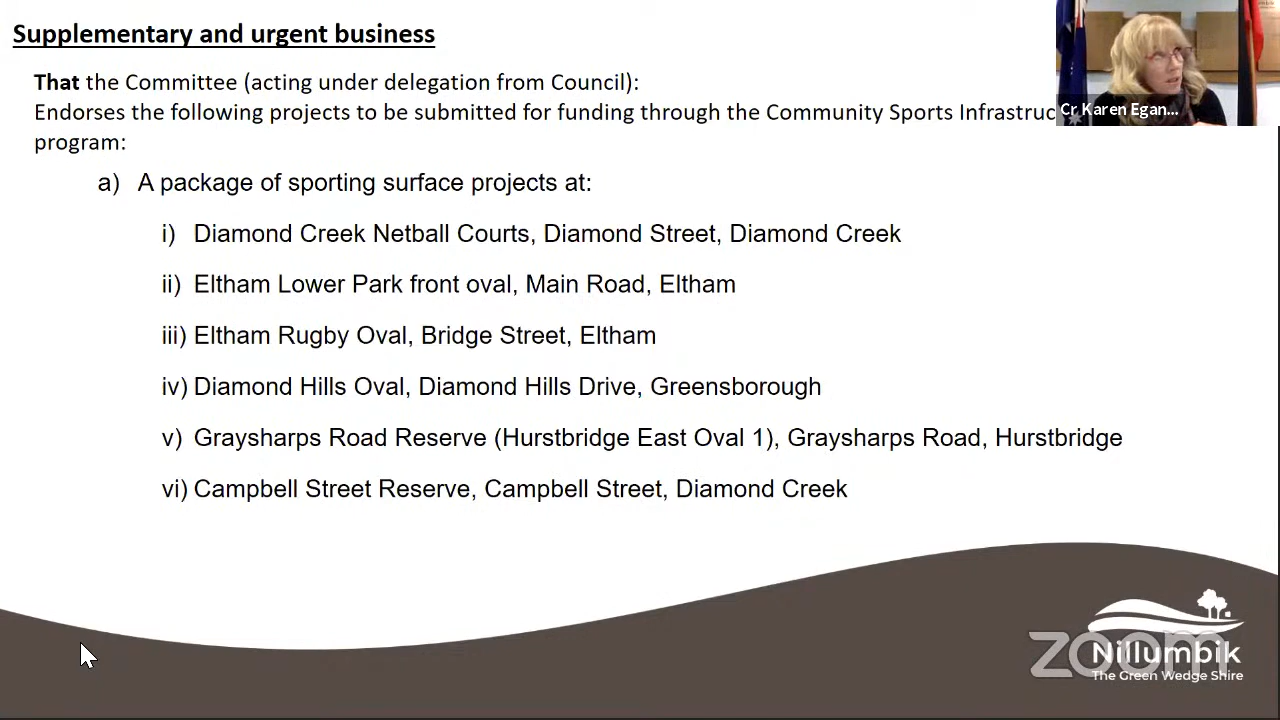 Supplementary and urgent business
That the Committee (acting under delegation from Council):
Endorses the following projects to be submitted for funding through the Community Sports Infrastruc
program:
a) A package of sporting surface projects at:
i) Diamond Creek Netball Courts, Diamond Street, Diamond Creek
ii) Eltham Lower Park front oval, Main Road, Eltham
iii) Eltham Rugby Oval, Bridge Street, Eltham
iv) Diamond Hills Oval, Diamond Hills Drive, Greensborough
v) Graysharps Road Reserve (Hurstbridge East Oval 1), Graysharps Road, Hurstbridge
vi) Campbell Street Reserve, Campbell Street, Diamond Creek
Cr Karen Egan...
zoom
Nillumbik
The Green Wedge Shire